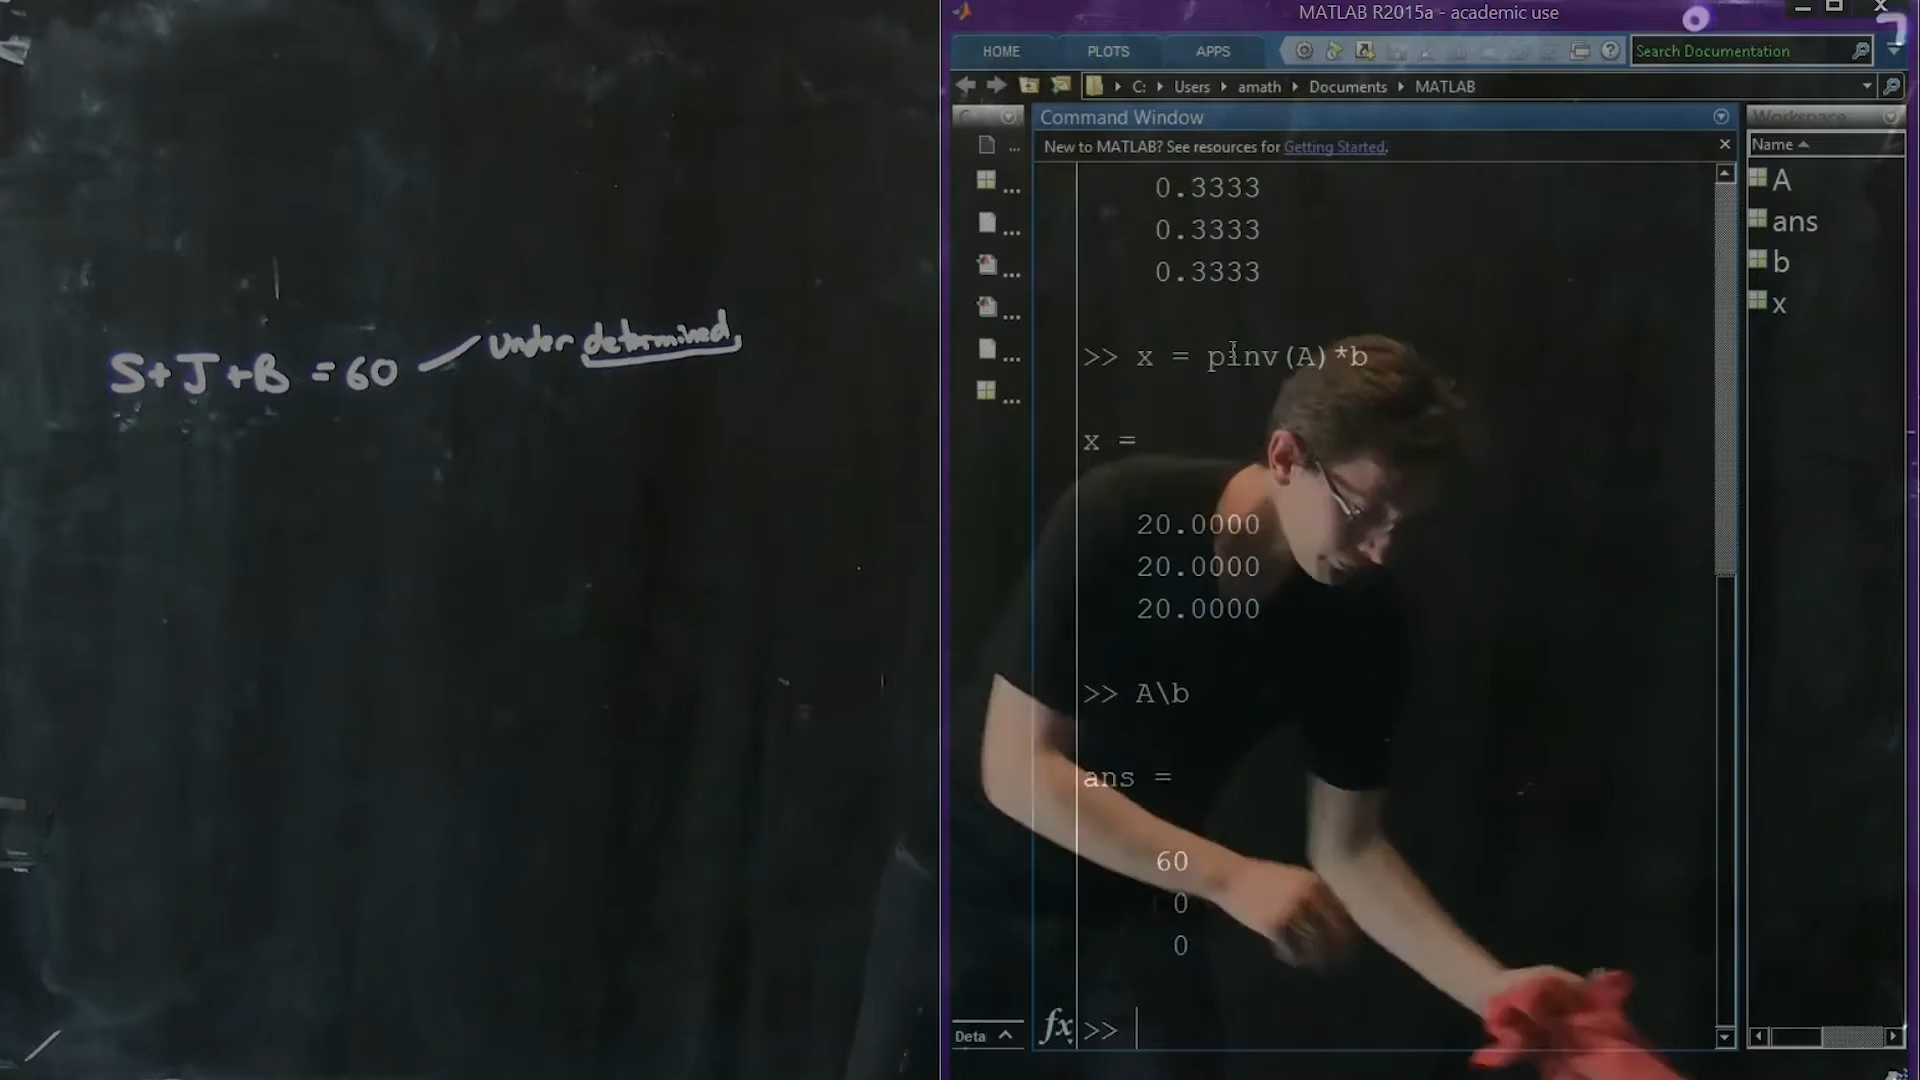 S+J+B = 60
Under determined
MATLAB R2015a - academic use
HOME PLOTS APPS
Search Documentation
C: Users amath Documents MATLAB
Command Window
New to MATLAB? See resources for Getting Started.
0.3333
0.3333
0.3333
>> x = pinv(A)*b
x =
20.0000
20.0000
20.0000
>> A\b
ans =
60
0
0
fx >>
Workspace
Name
A
ans
b
x
...
...
...
...
...
...
...
Deta